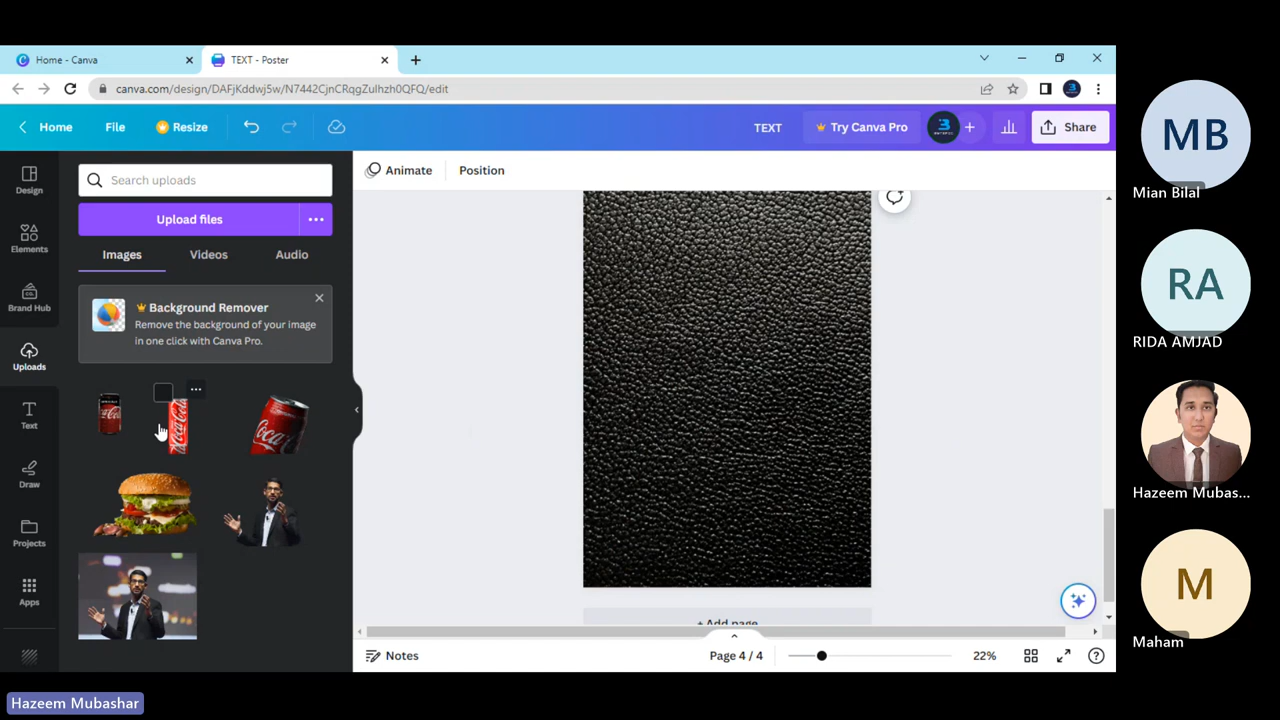 Home - Canva
TEXT - Poster
canva.com/design/DAFjKddwj5w/N7442CjnCRqgZulhzh0QFQ/edit
Home
File
Resize
TEXT
Try Canva Pro
Share
Design
Elements
Brand Hub
Uploads
Text
Draw
Projects
Apps
Search uploads
Upload files
Images
Videos
Audio
Background Remover
Remove the background of your image
in one click with Canva Pro.
Coca-Cola
Animate
Position
+ Add page
Notes
Page 4 / 4
22%
MB
Mian Bilal
RA
RIDA AMJAD
Hazeem Mubas...
M
Maham
Hazeem Mubashar